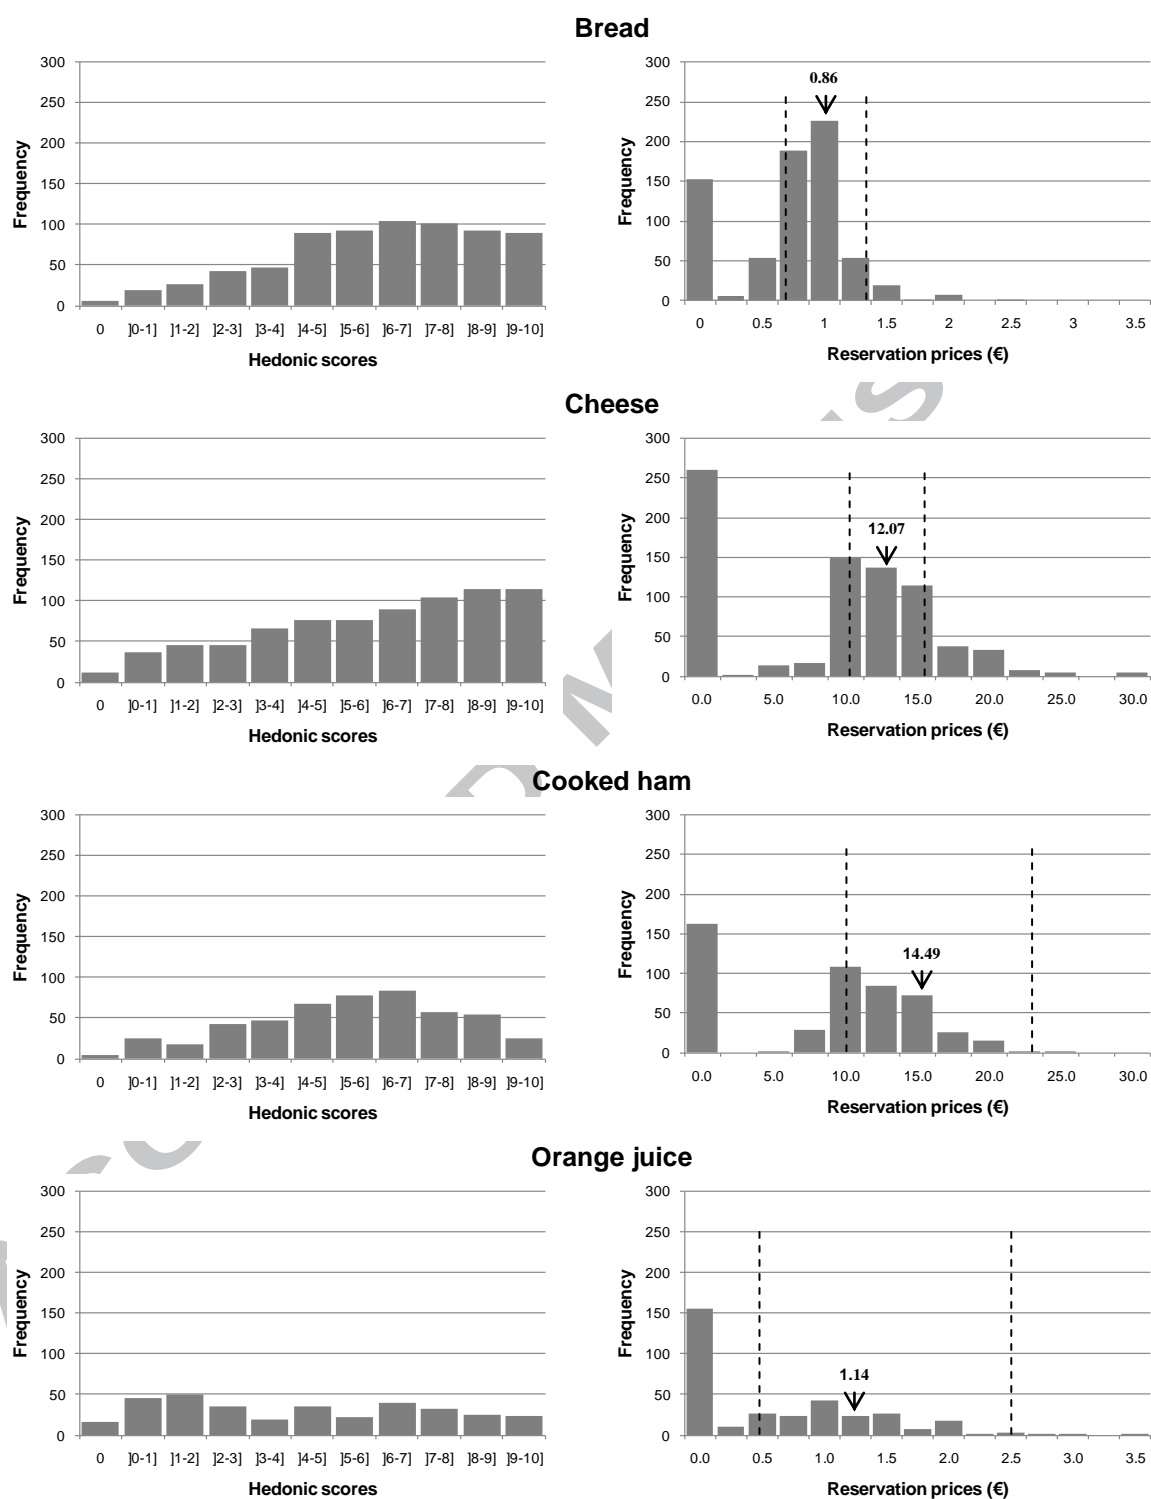 Bread
300
250
200
150
100
50
0
Frequency
0 ]0-1] ]1-2] ]2-3] ]3-4] ]4-5] ]5-6] ]6-7] ]7-8] ]8-9] ]9-10]
Hedonic scores
300
250
200
150
100
50
0
Frequency
0.86
0 0.5 1 1.5 2 2.5 3 3.5
Reservation prices (€)
Cheese
300
250
200
150
100
50
0
Frequency
0 ]0-1] ]1-2] ]2-3] ]3-4] ]4-5] ]5-6] ]6-7] ]7-8] ]8-9] ]9-10]
Hedonic scores
300
250
200
150
100
50
0
Frequency
12.07
0.0 5.0 10.0 15.0 20.0 25.0 30.0
Reservation prices (€)
Cooked ham
300
250
200
150
100
50
0
Frequency
0 ]0-1] ]1-2] ]2-3] ]3-4] ]4-5] ]5-6] ]6-7] ]7-8] ]8-9] ]9-10]
Hedonic scores
300
250
200
150
100
50
0
Frequency
14.49
0.0 5.0 10.0 15.0 20.0 25.0 30.0
Reservation prices (€)
Orange juice
300
250
200
150
100
50
0
Frequency
0 ]0-1] ]1-2] ]2-3] ]3-4] ]4-5] ]5-6] ]6-7] ]7-8] ]8-9] ]9-10]
Hedonic scores
300
250
200
150
100
50
0
Frequency
1.14
0.0 0.5 1.0 1.5 2.0 2.5 3.0 3.5
Reservation prices (€)